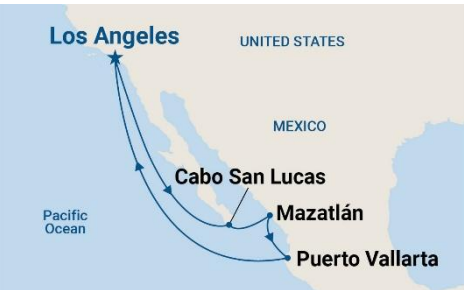 Los Angeles
UNITED STATES
MEXICO
Cabo San Lucas
Mazatlán
Pacific
Ocean
Puerto Vallarta